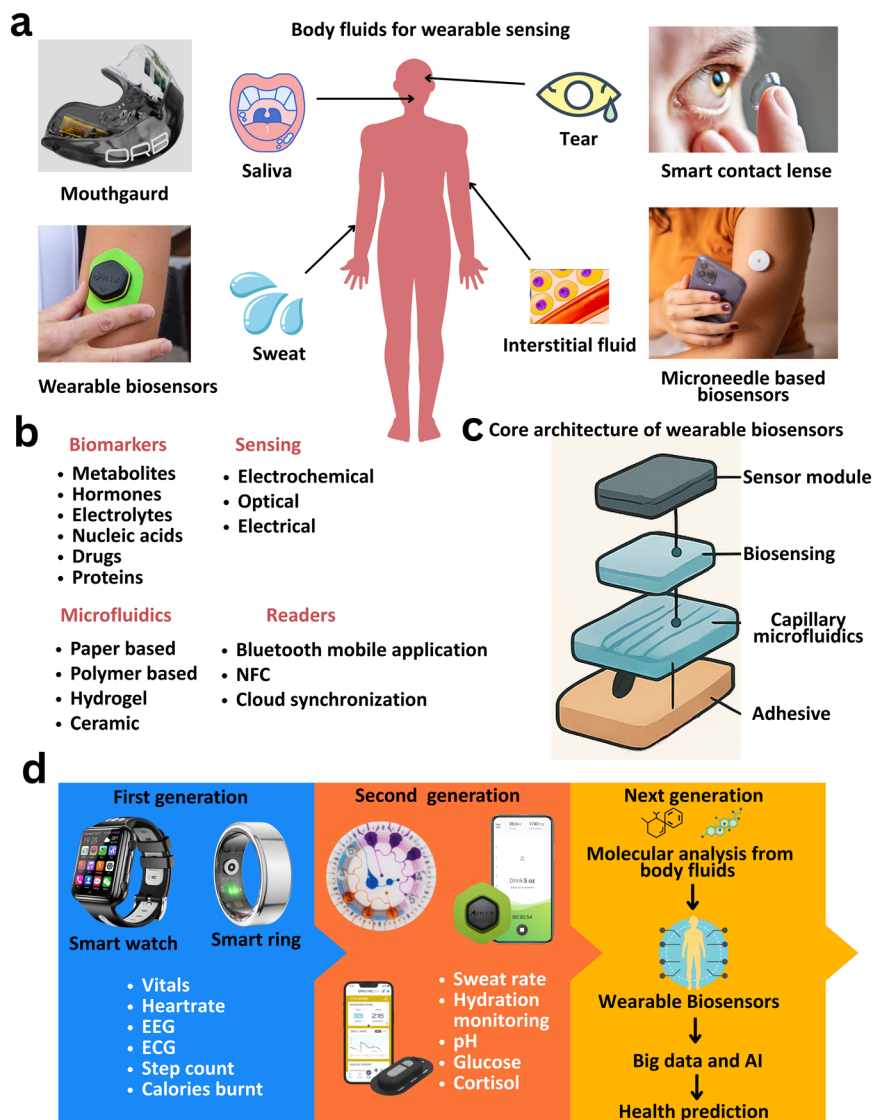 a
Body fluids for wearable sensing
ORB
Mouthgaurd
Saliva
Tear
Smart contact lense
Wearable biosensors
Sweat
Interstitial fluid
Microneedle based
biosensors
b
Biomarkers
• Metabolites
• Hormones
• Electrolytes
• Nucleic acids
• Drugs
• Proteins
Sensing
• Electrochemical
• Optical
• Electrical
Microfluidics
• Paper based
• Polymer based
• Hydrogel
• Ceramic
Readers
• Bluetooth mobile application
• NFC
• Cloud synchronization
c
Core architecture of wearable biosensors
Sensor module
Biosensing
Capillary
microfluidics
Adhesive
d
First generation
19:28
Smart watch
Smart ring
• Vitals
• Heartrate
• EEG
• ECG
• Step count
• Calories burnt
Second generation
Drink 5 oz
00:30:54
• Sweat rate
• Hydration
monitoring
• pH
• Glucose
• Cortisol
Next generation
Molecular analysis from
body fluids
Wearable Biosensors
Big data and AI
Health prediction